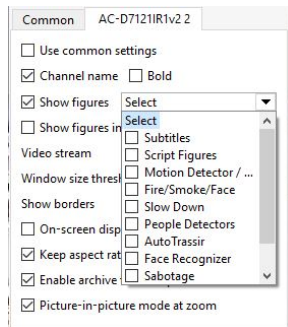 Common AC-D7121IR1v2 2
Use common settings
Channel name Bold
Show figures Select
Select
Show figures in
Subtitles
Script Figures
Video stream
Motion Detector / ...
Window size thresh
Fire/Smoke/Face
Show borders
Slow Down
People Detectors
On-screen disp
AutoTrassir
Keep aspect rat
Face Recognizer
Enable archive
Sabotage
Picture-in-picture mode at zoom